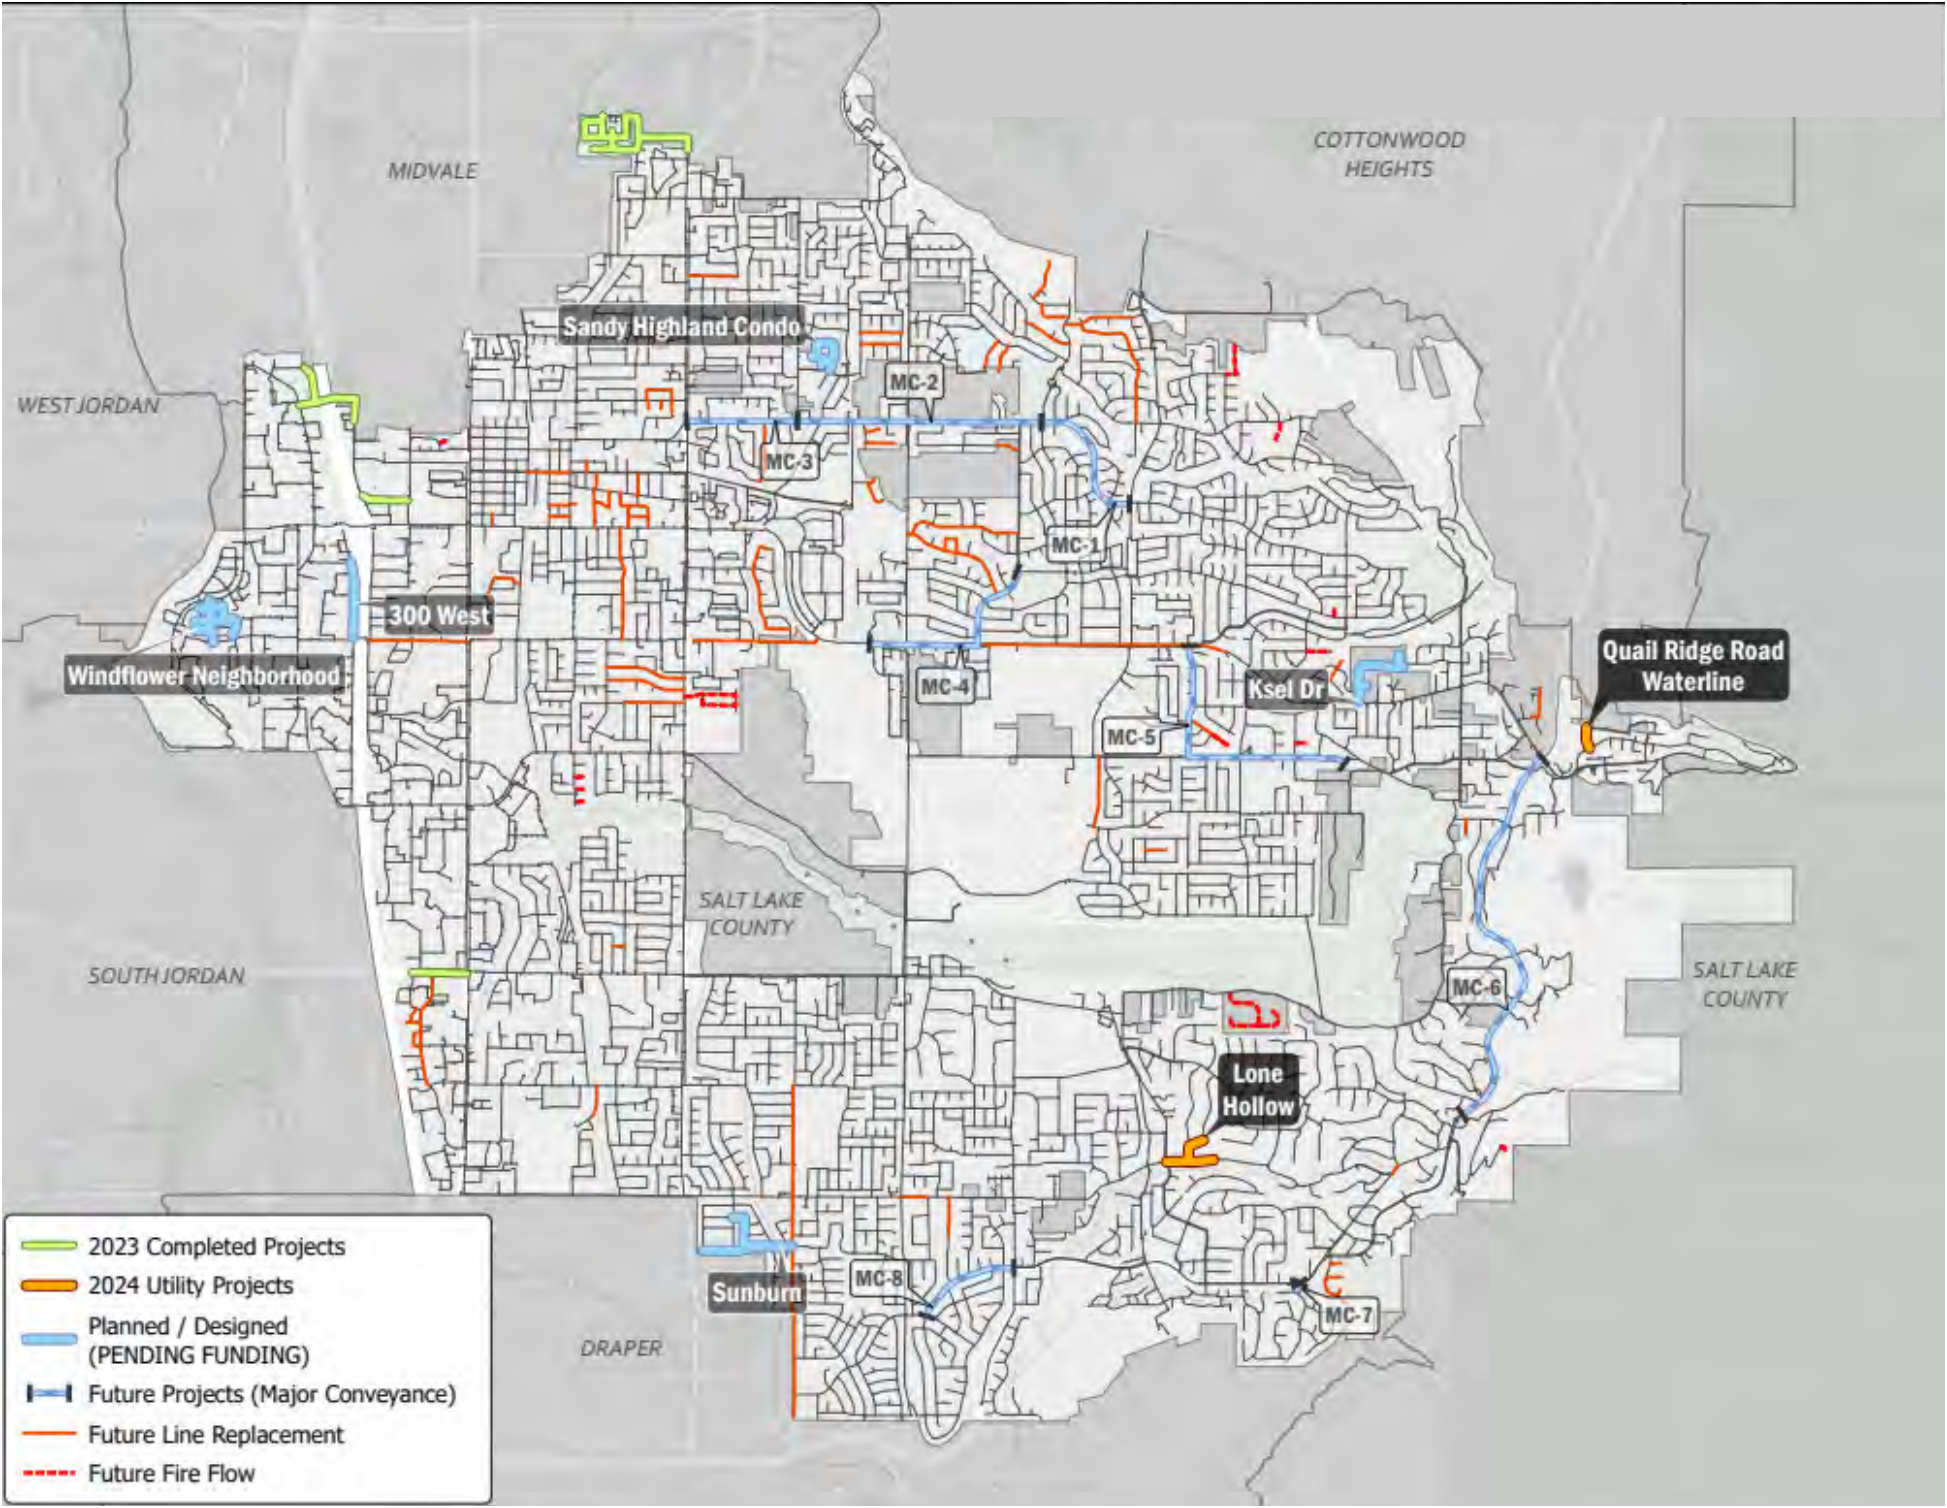 MIDVALE
COTTONWOOD
HEIGHTS
Sandy Highland Condo
MC-2
WEST JORDAN
MC-3
MC-1
300 West
Windflower Neighborhood
MC-4
Ksel Dr
Quail Ridge Road
Waterline
MC-5
SALT LAKE
COUNTY
SOUTH JORDAN
MC-6
SALT LAKE
COUNTY
Lone
Hollow
Sunburn
MC-8
MC-7
DRAPER
2023 Completed Projects
2024 Utility Projects
Planned / Designed
(PENDING FUNDING)
Future Projects (Major Conveyance)
Future Line Replacement
Future Fire Flow